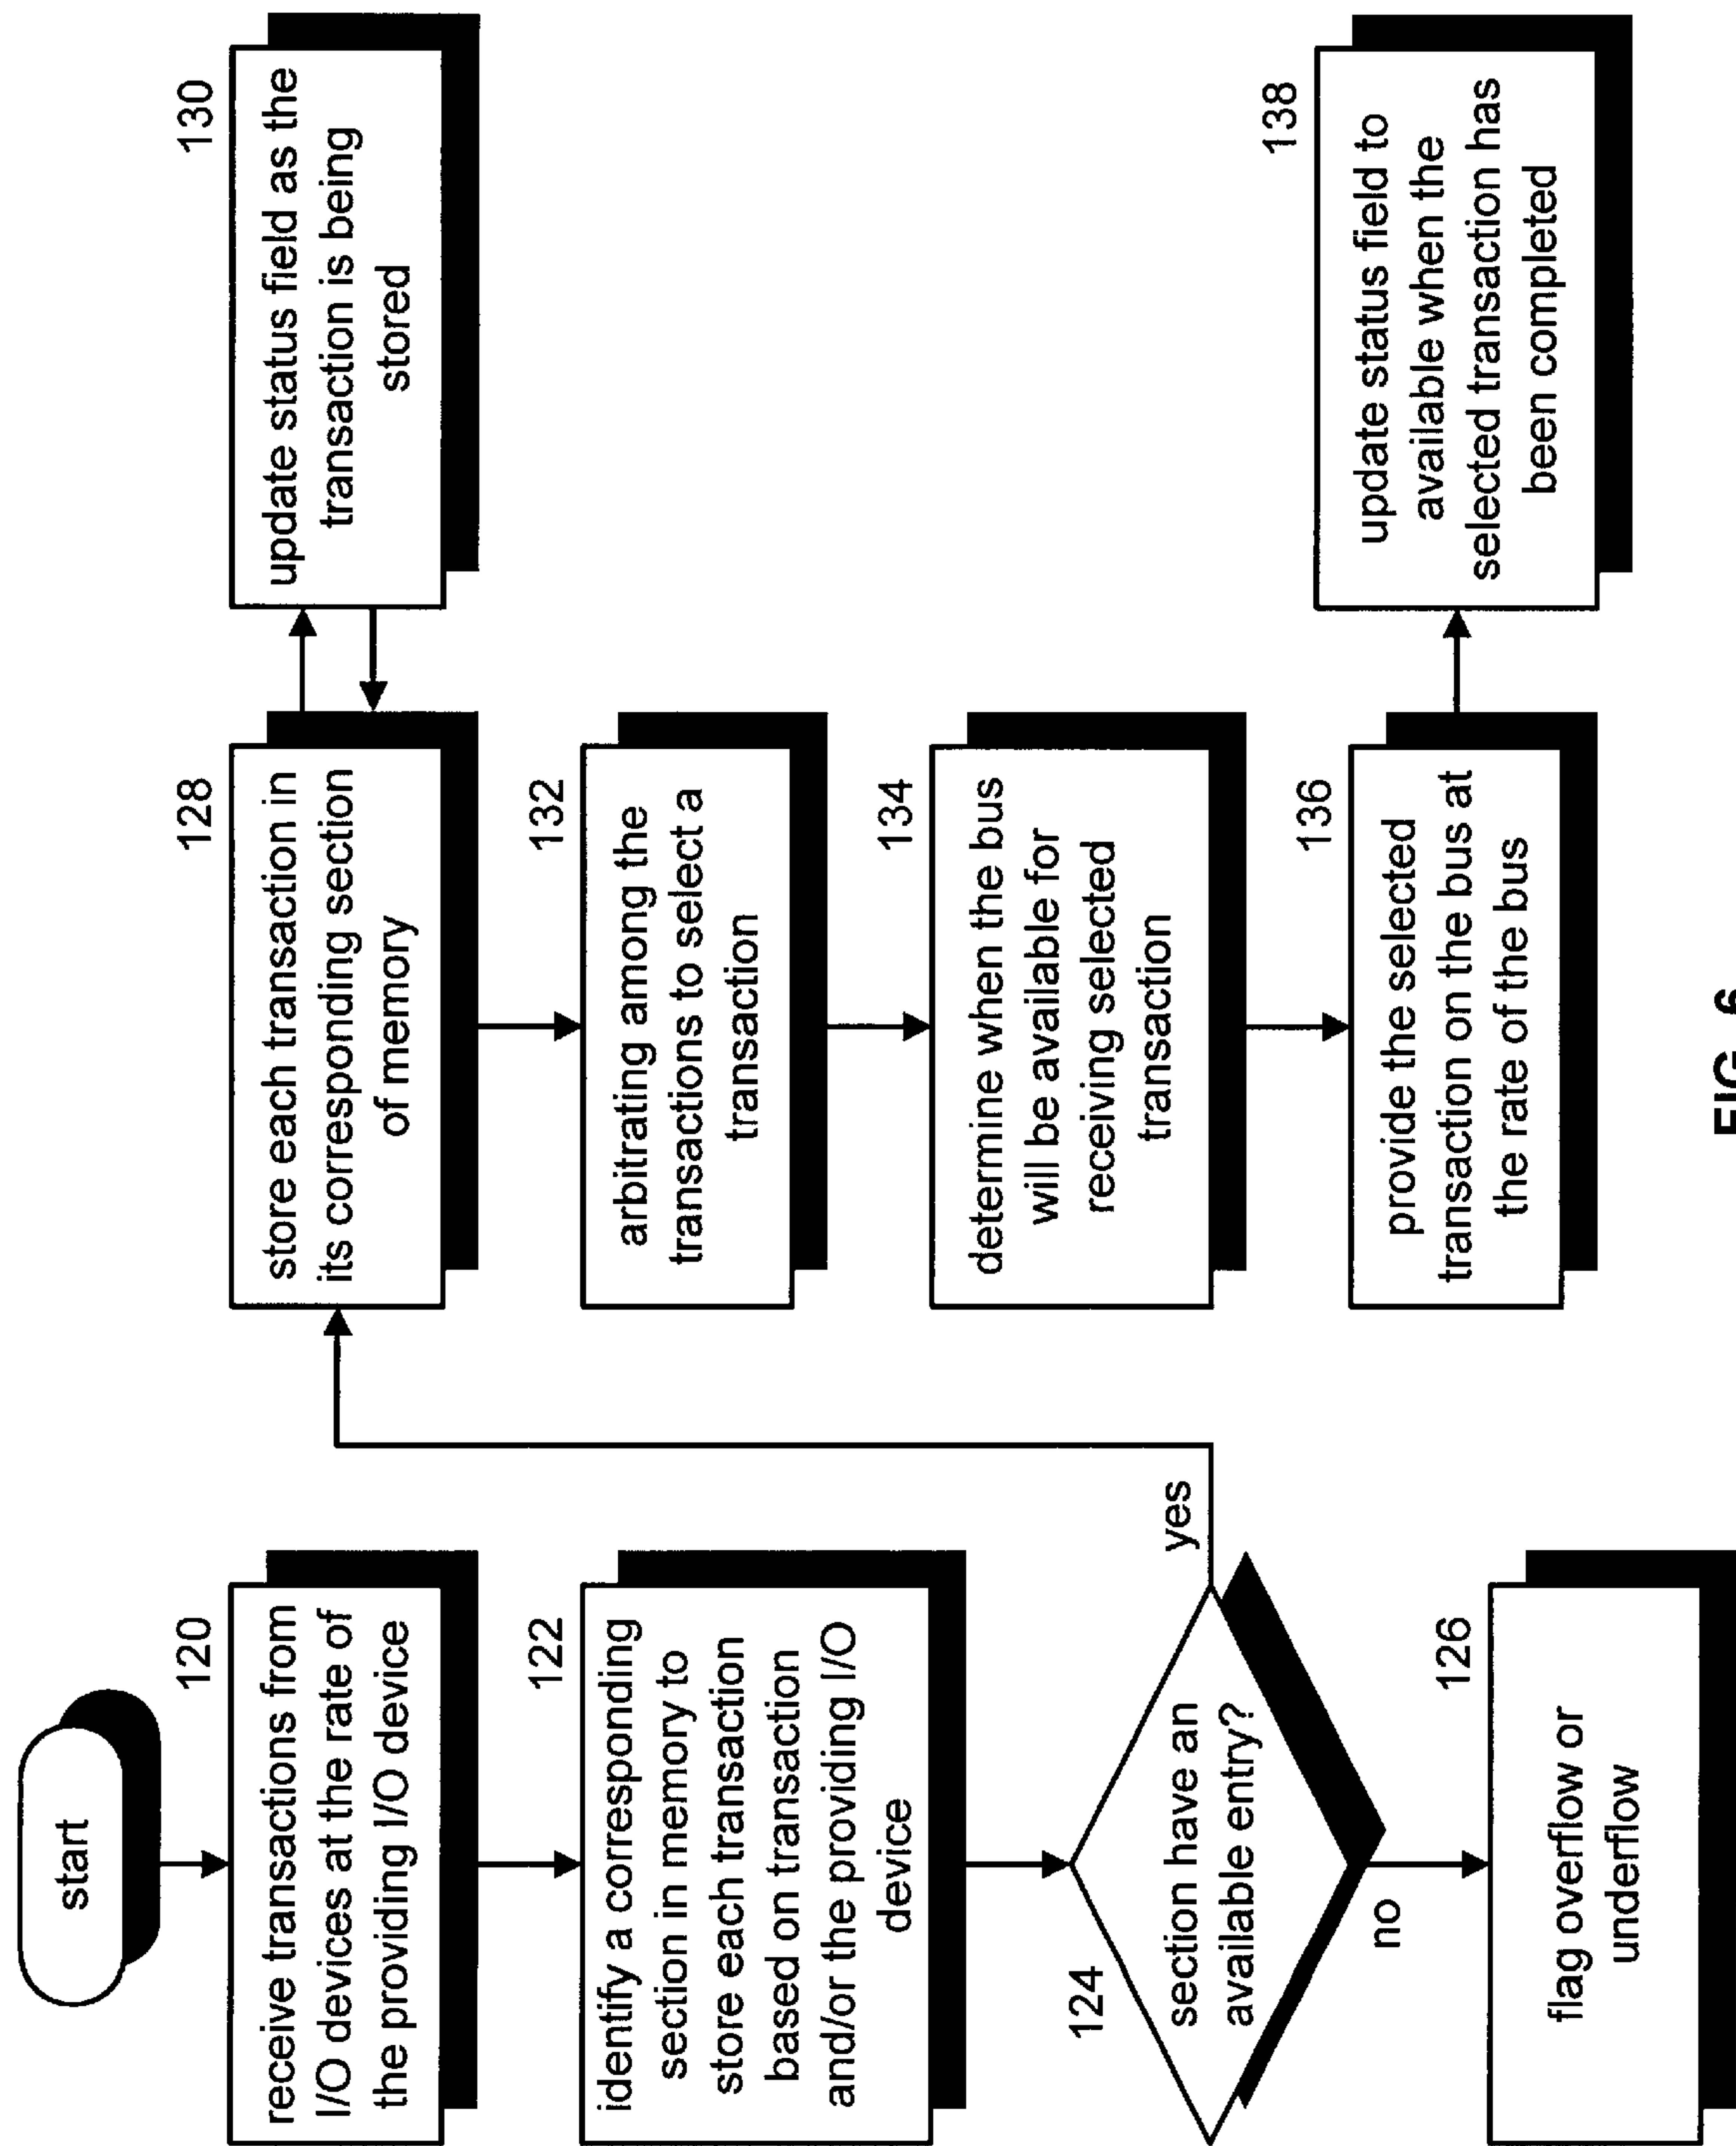 start
120
receive transactions from
I/O devices at the rate of
the providing I/O device
122
identify a corresponding
section in memory to
store each transaction
based on transaction
and/or the providing I/O
device
124
section have an
available entry?
yes
no
126
flag overflow or
underflow
128
store each transaction in
its corresponding section
of memory
130
update status field as the
transaction is being
stored
132
arbitrating among the
transactions to select a
transaction
134
determine when the bus
will be available for
receiving selected
transaction
136
provide the selected
transaction on the bus at
the rate of the bus
138
update status field to
available when the
selected transaction has
been completed
FIG. 6